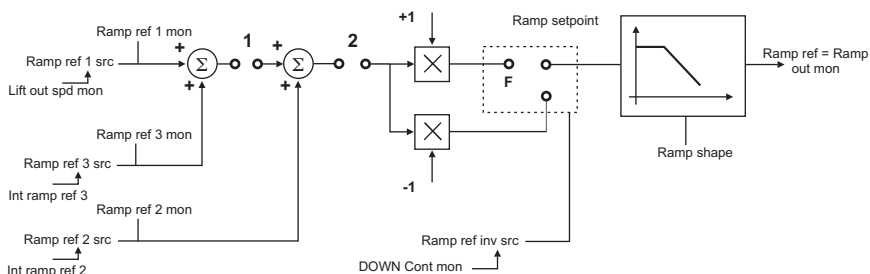 Ramp ref 1 mon
Ramp ref 1 src
Lift out spd mon
+
+
Σ
1
+
+
Σ
2
+1
-1
Ramp setpoint
F
Ramp ref = Ramp
out mon
Ramp shape
Ramp ref 3 mon
Ramp ref 3 src
Int ramp ref 3
Ramp ref 2 mon
Ramp ref 2 src
Int ramp ref 2
Ramp ref inv src
DOWN Cont mon